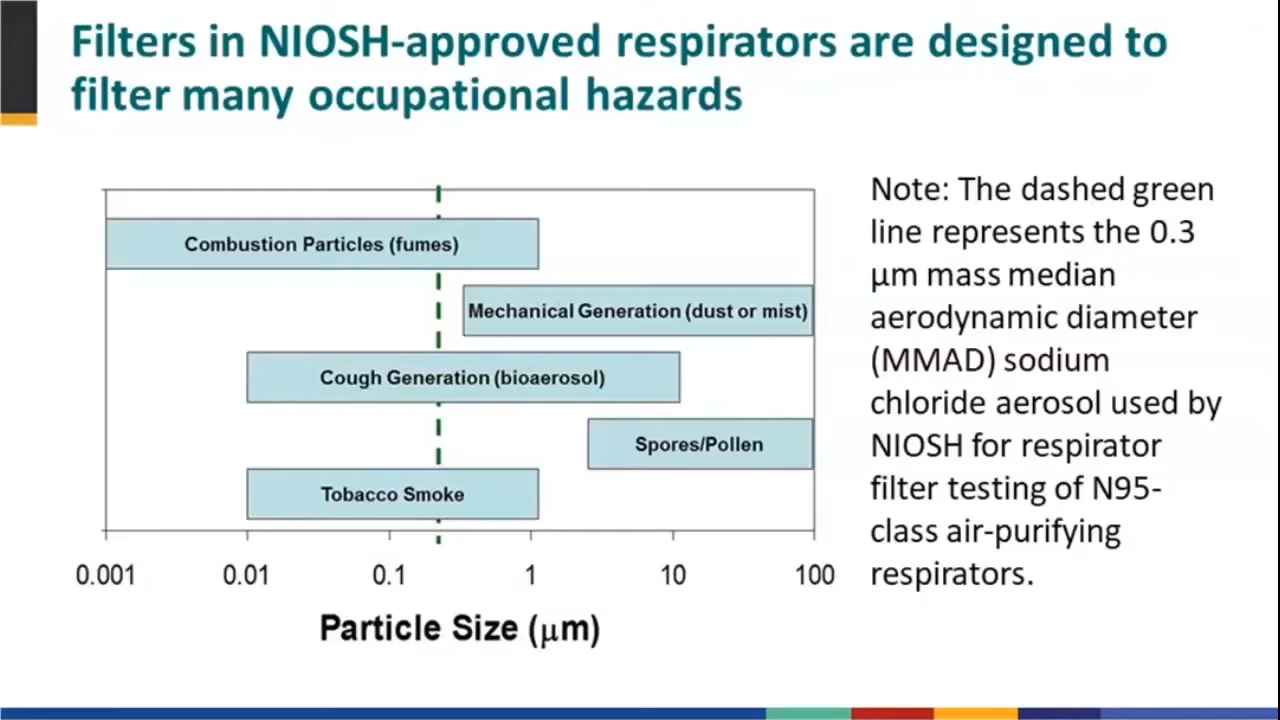 Filters in NIOSH-approved respirators are designed to
filter many occupational hazards
Combustion Particles (fumes)
Mechanical Generation (dust or mist)
Cough Generation (bioaerosol)
Spores/Pollen
Tobacco Smoke
0.001 0.01 0.1 1 10 100
Particle Size (μm)
Note: The dashed green
line represents the 0.3
μm mass median
aerodynamic diameter
(MMAD) sodium
chloride aerosol used by
NIOSH for respirator
filter testing of N95-
class air-purifying
respirators.